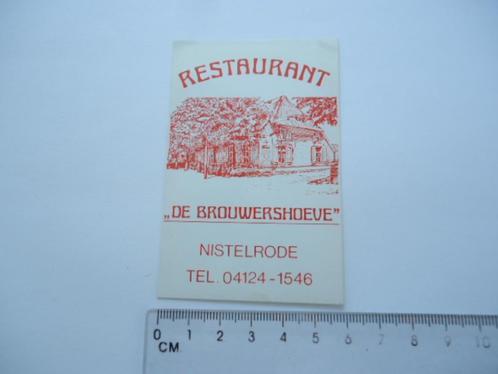 RESTAURANT
„DE BROUWERSHOEVE”
NISTELRODE
TEL. 04124-1546
0 1 2 3 4 5 6 7 8 9 10
CM